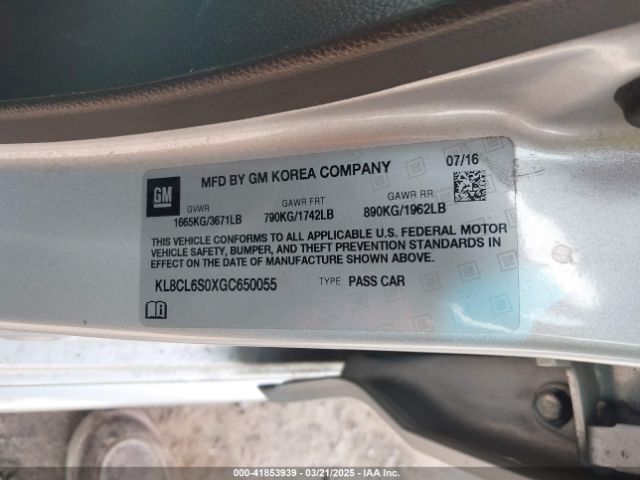 MFD BY GM KOREA COMPANY 07/16
GM
GVWR GAWR FRT. GAWR RR.
1665KG/3671LB 790KG/1742LB 890KG/1962LB
THIS VEHICLE CONFORMS TO ALL APPLICABLE U.S. FEDERAL MOTOR
VEHICLE SAFETY, BUMPER, AND THEFT PREVENTION STANDARDS IN
EFFECT ON THE DATE OF MANUFACTURE SHOWN ABOVE.
KL8CL6S0XGC650055 TYPE: PASS CAR
000-41853939 - 03/21/2025 - IAA Inc.